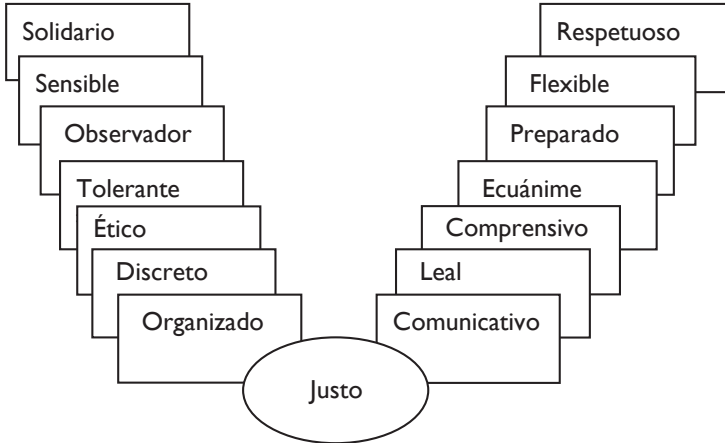 Solidario
Sensible
Observador
Tolerante
Ético
Discreto
Organizado
Respetuoso
Flexible
Preparado
Ecuánime
Comprensivo
Leal
Comunicativo
Justo